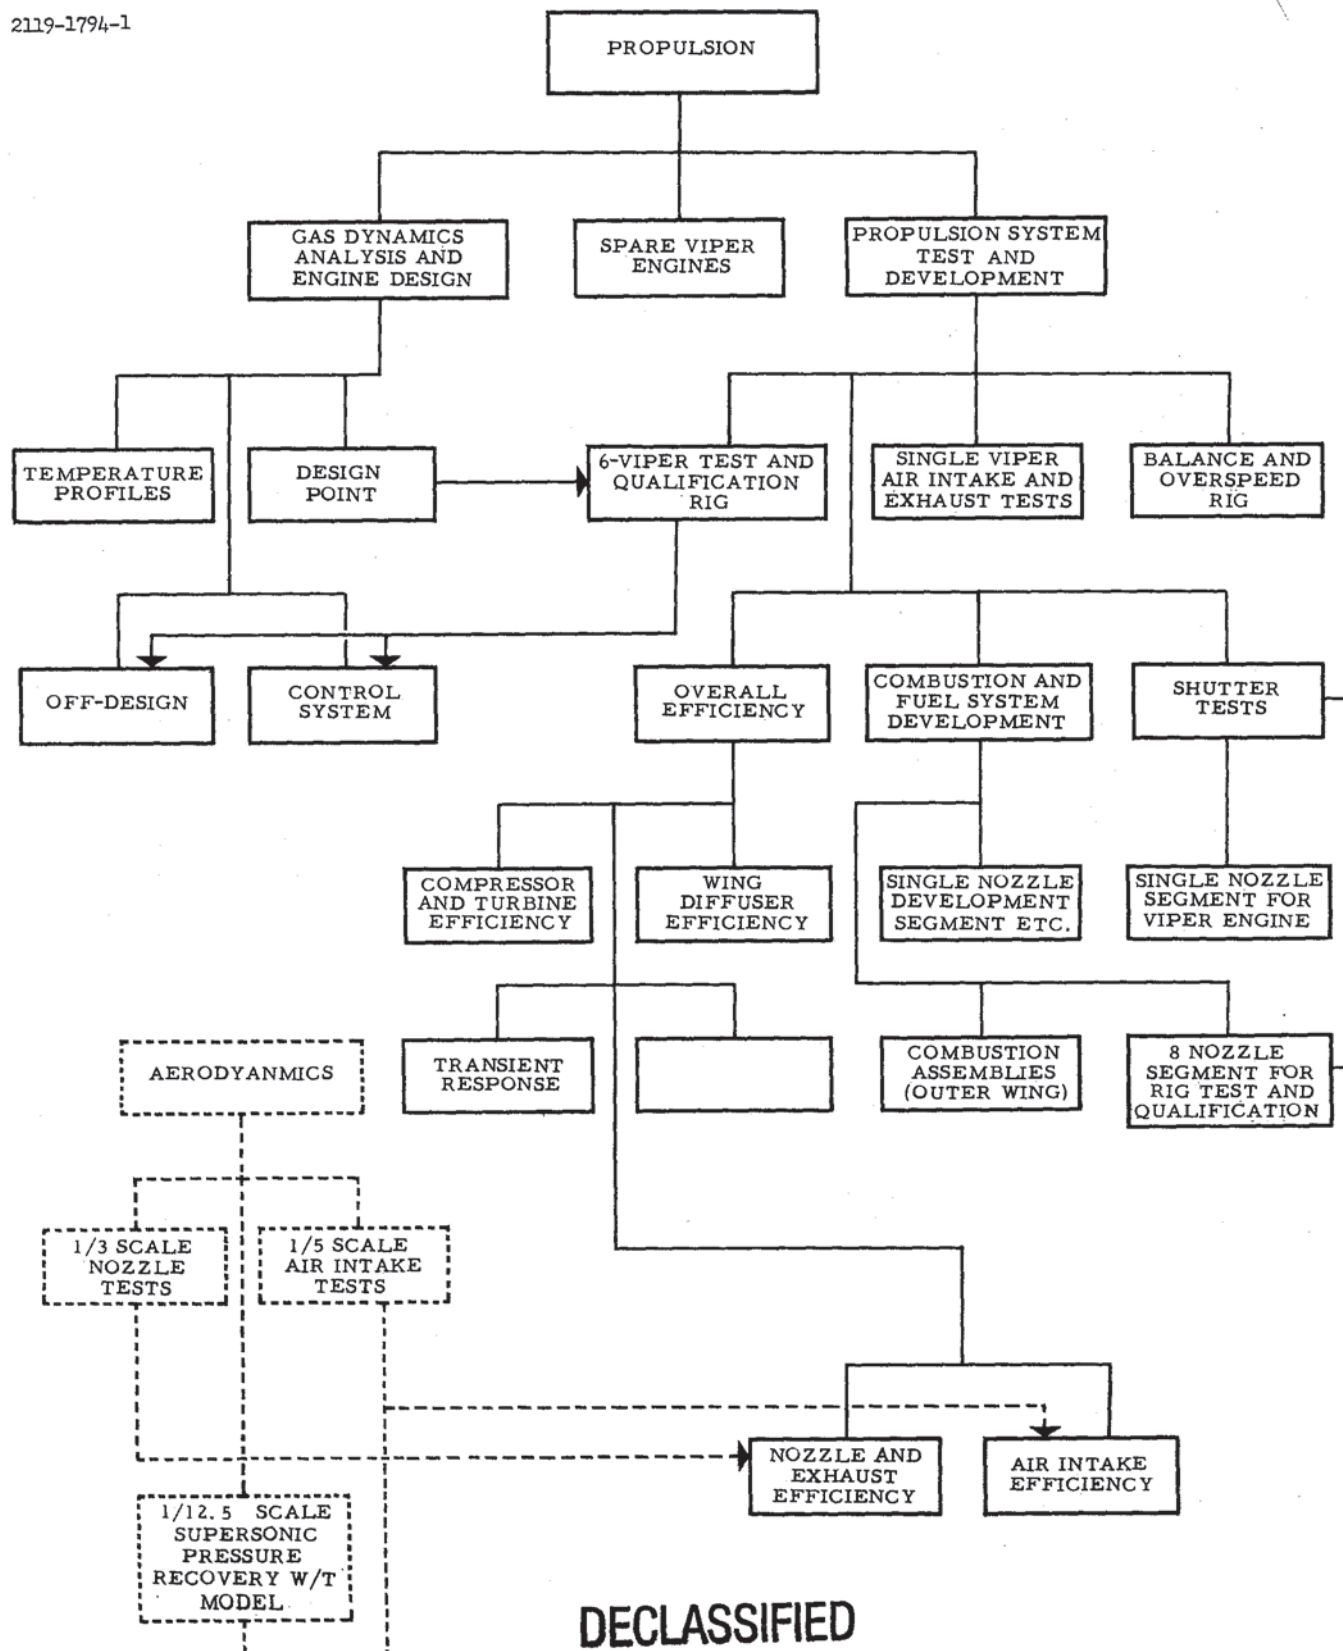 2119-1794-1
PROPULSION
GAS DYNAMICS
ANALYSIS AND
ENGINE DESIGN
SPARE VIPER
ENGINES
PROPULSION SYSTEM
TEST AND
DEVELOPMENT
TEMPERATURE
PROFILES
DESIGN
POINT
6-VIPER TEST AND
QUALIFICATION
RIG
SINGLE VIPER
AIR INTAKE AND
EXHAUST TESTS
BALANCE AND
OVERSPEED
RIG
OFF-DESIGN
CONTROL
SYSTEM
OVERALL
EFFICIENCY
COMBUSTION AND
FUEL SYSTEM
DEVELOPMENT
SHUTTER
TESTS
COMPRESSOR
AND TURBINE
EFFICIENCY
WING
DIFFUSER
EFFICIENCY
SINGLE NOZZLE
DEVELOPMENT
SEGMENT ETC.
SINGLE NOZZLE
SEGMENT FOR
VIPER ENGINE
TRANSIENT
RESPONSE
COMBUSTION
ASSEMBLIES
(OUTER WING)
8 NOZZLE
SEGMENT FOR
RIG TEST AND
QUALIFICATION
AERODYANMICS
1/3 SCALE
NOZZLE
TESTS
1/5 SCALE
AIR INTAKE
TESTS
NOZZLE AND
EXHAUST
EFFICIENCY
AIR INTAKE
EFFICIENCY
1/12.5 SCALE
SUPERSONIC
PRESSURE
RECOVERY W/T
MODEL
DECLASSIFIED